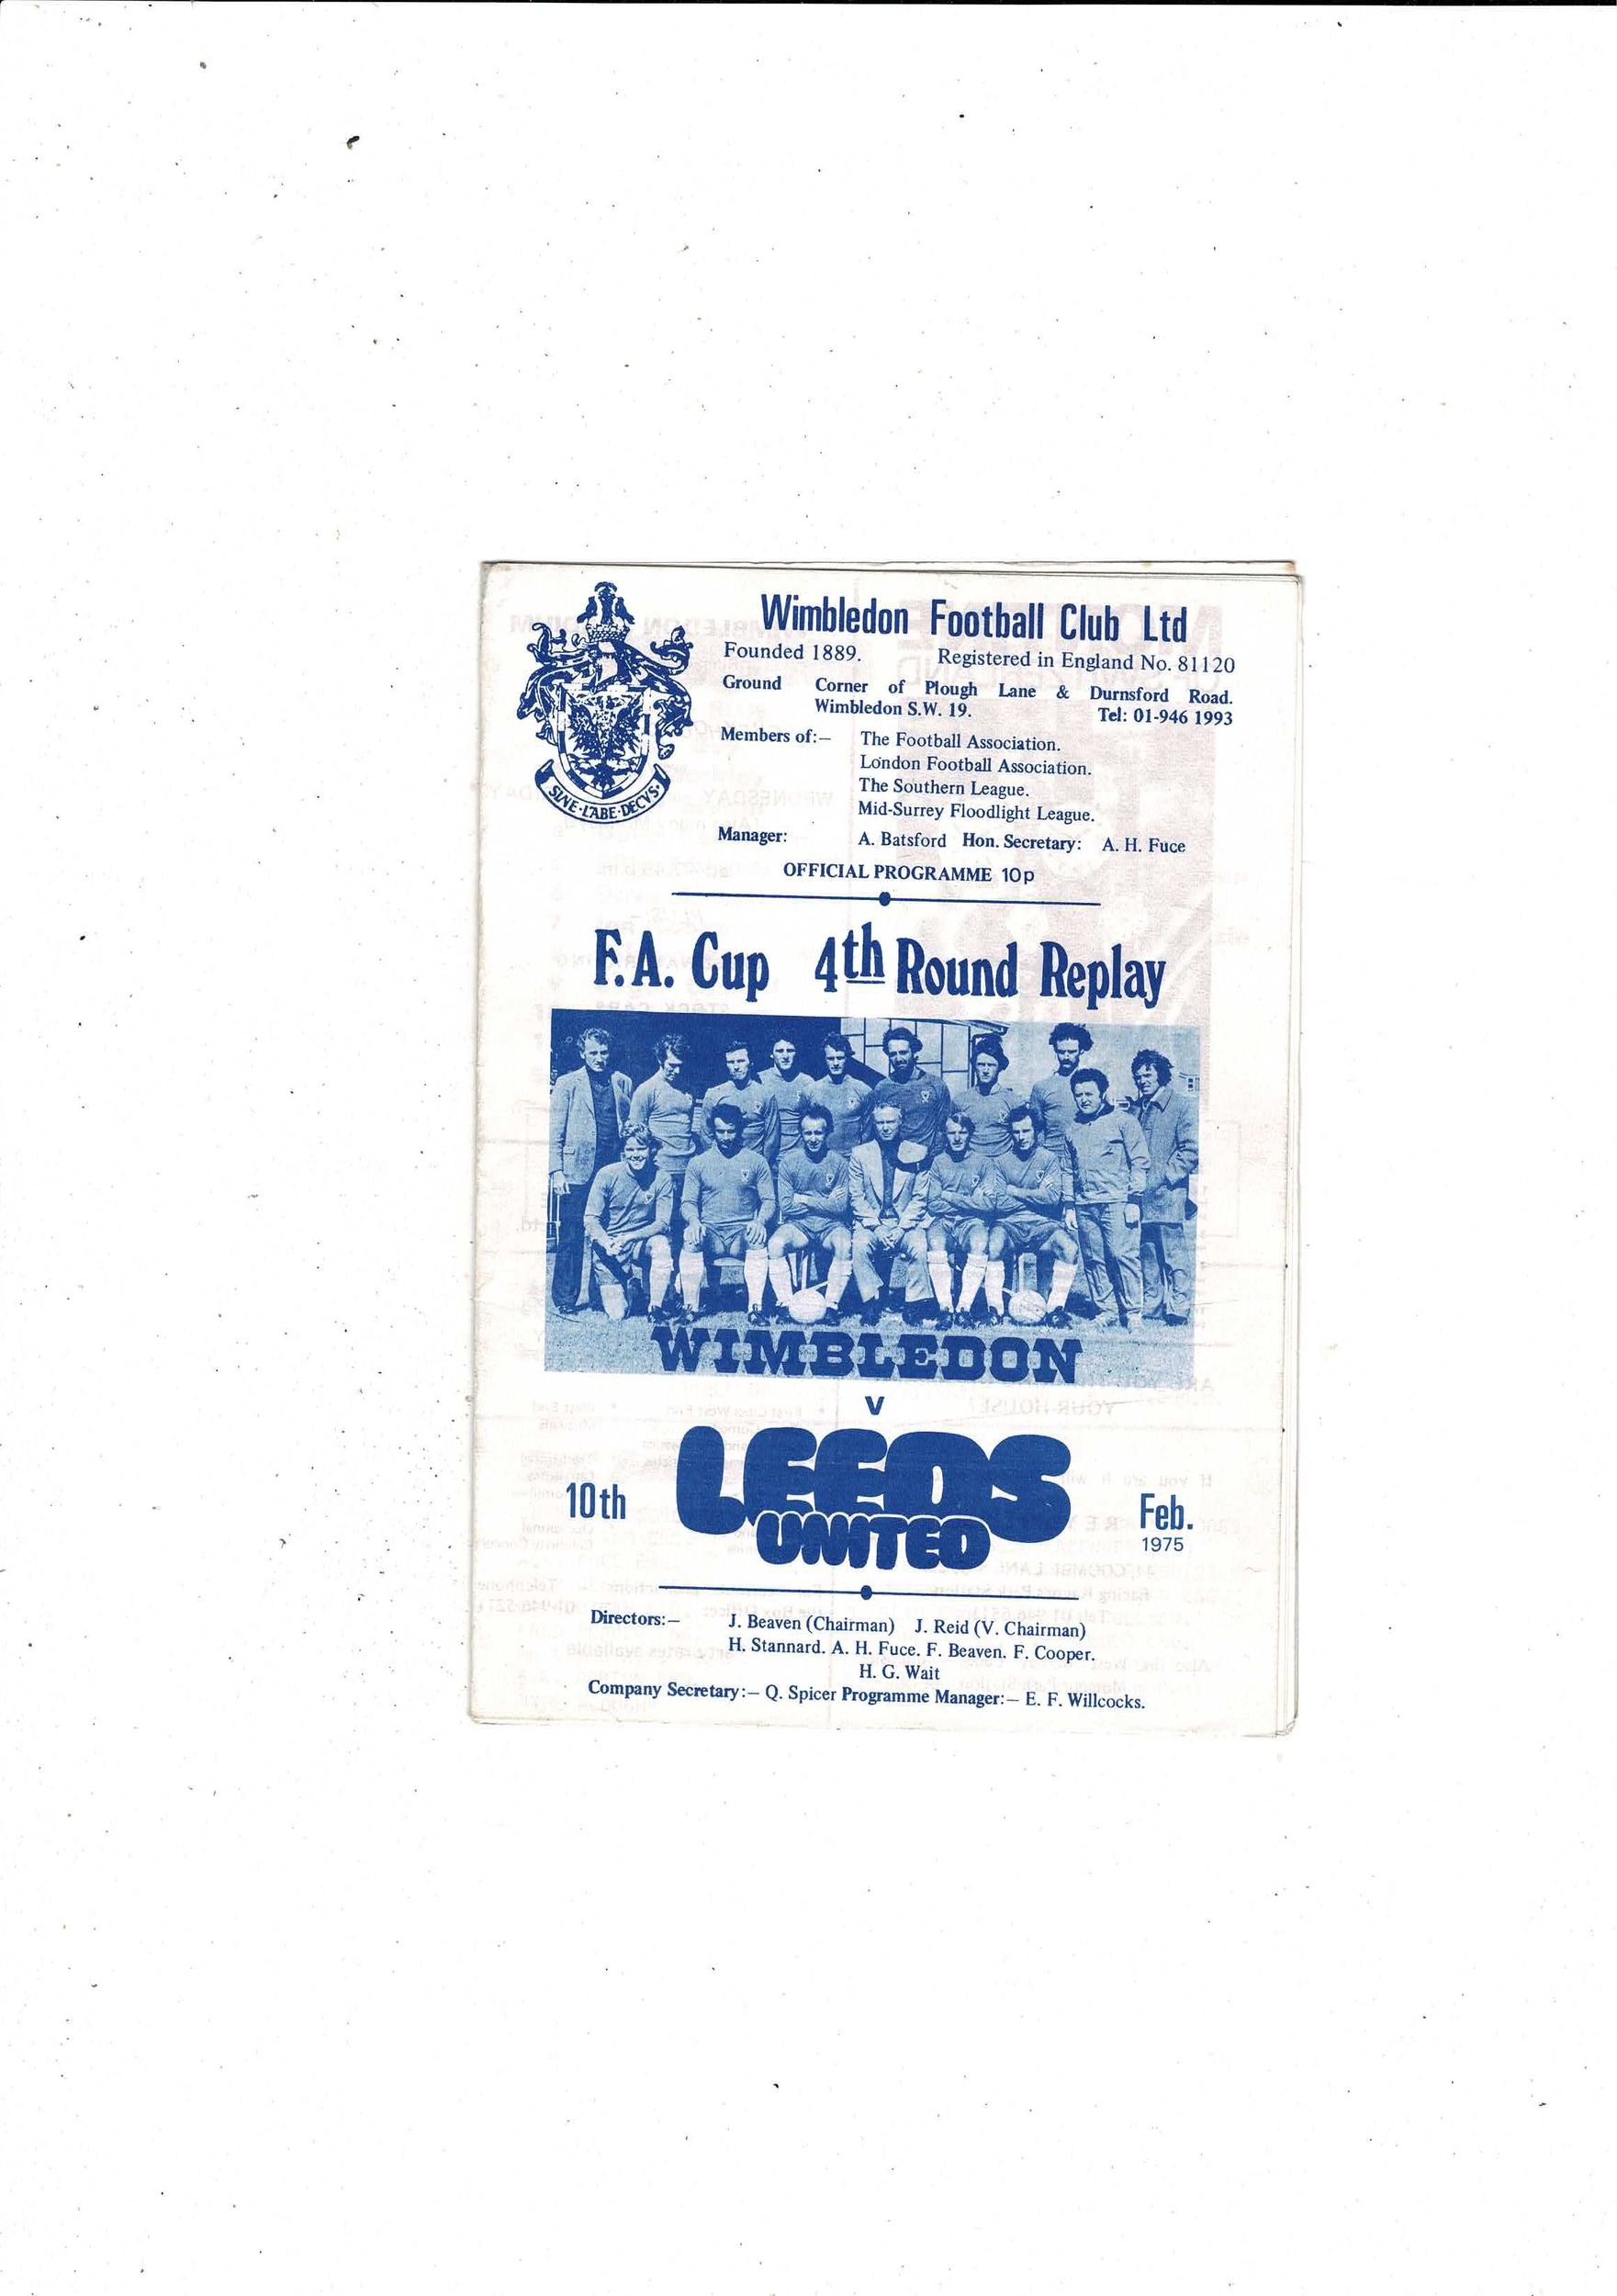 Wimbledon Football Club Ltd
Founded 1889. Registered in England No. 81120
Ground Corner of Plough Lane & Durnsford Road.
Wimbledon S.W. 19. Tel: 01-946 1993
Members of:— The Football Association.
London Football Association.
The Southern League.
Mid-Surrey Floodlight League.
Manager: A. Batsford Hon. Secretary: A. H. Fuce
SINE·LABE·DECVS·
OFFICIAL PROGRAMME 10p
F.A. Cup 4th Round Replay
WIMBLEDON
v
LEEDS
UNITED
10th Feb.
1975
Directors:— J. Beaven (Chairman) J. Reid (V. Chairman)
H. Stannard. A. H. Fuce. F. Beaven. F. Cooper.
H. G. Wait
Company Secretary:— Q. Spicer Programme Manager:— E. F. Willcocks.